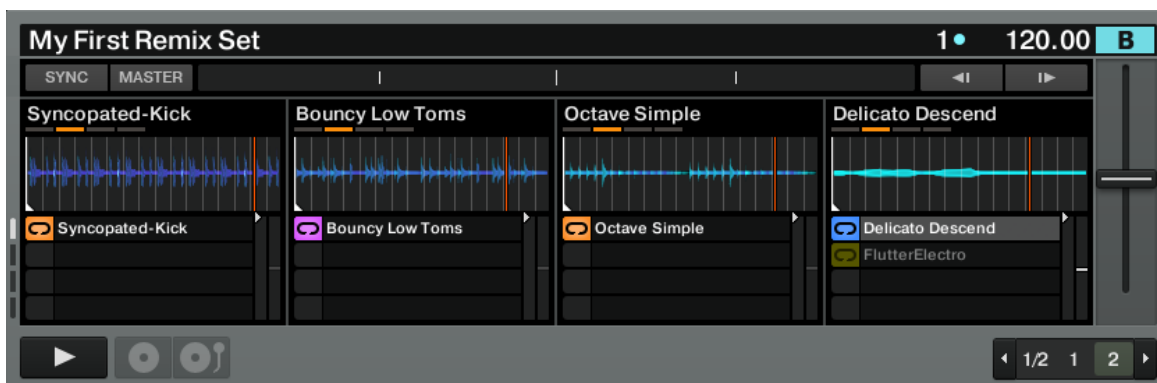 My First Remix Set 1 120.00 B
SYNC MASTER
Syncopated-Kick Bouncy Low Toms Octave Simple Delicato Descend
Syncopated-Kick Bouncy Low Toms Octave Simple Delicato Descend
FlutterElectro
1/2 1 2